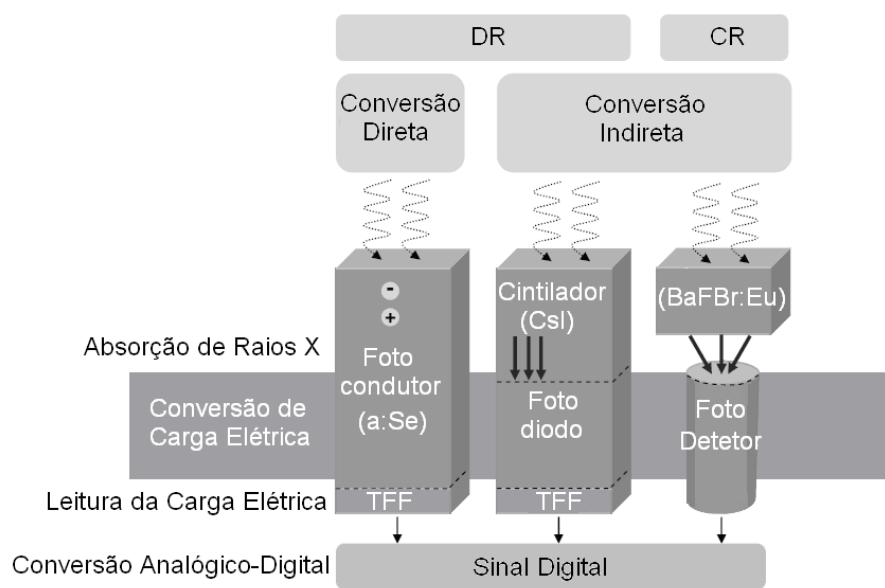 DR
CR
Conversão
Direta
Conversão
Indireta
-
+
Cintilador
(CsI)
(BaFBr:Eu)
Absorção de Raios X
Foto
condutor
(a:Se)
Conversão de
Carga Elétrica
Foto
diodo
Foto
Detetor
Leitura da Carga Elétrica
TFF
TFF
Conversão Analógico-Digital
Sinal Digital